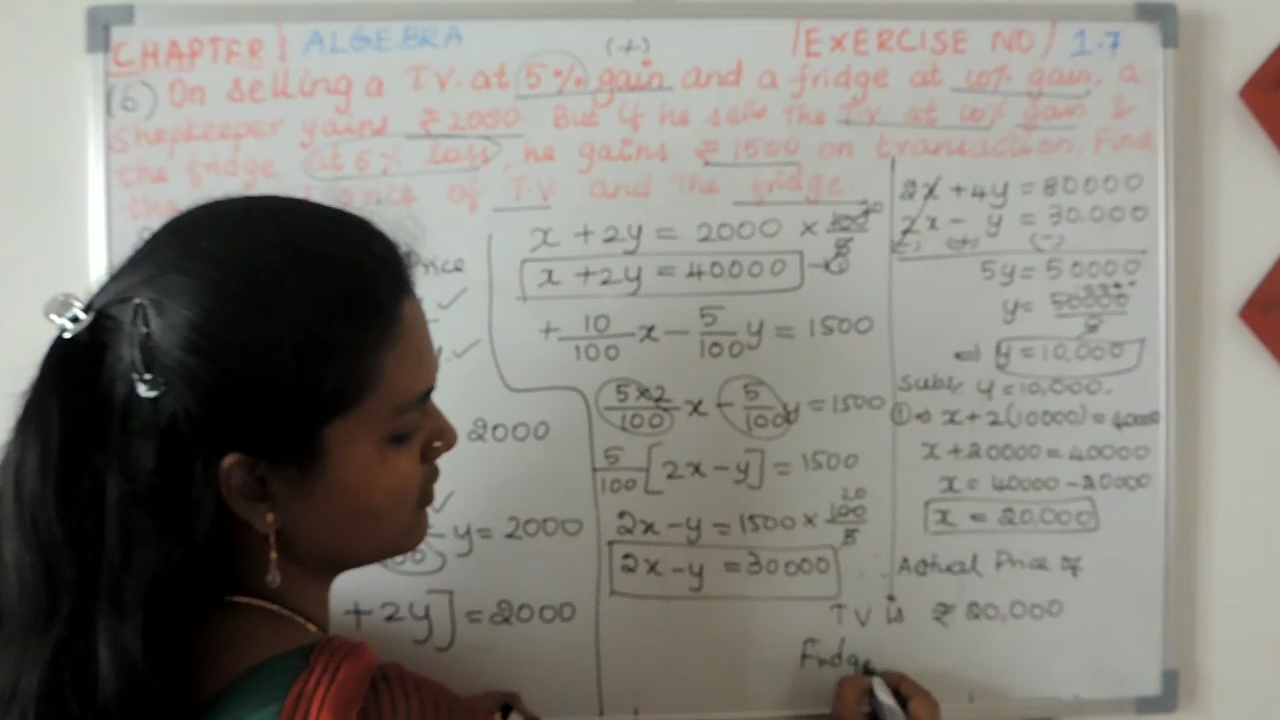 CHAPTER : ALGEBRA (+) EXERCISE NO / 1.7
(6) On selling a T.V. at 5% gain and a fridge at 10% gain, a
Shopkeeper gains ₹ 2000. But if he sells the T.V. at 10% gain &
the fridge at 5% loss, he gains ₹ 1500 on transaction. Find
the of T.V and the fridge.
Price
2000
y = 2000
+ 2y] = 2000
x + 2y = 2000 × 100/5 20
x + 2y = 40000
+ 10/100 x - 5/100 y = 1500
5×2/100 x - 5/100 y = 1500
5/100 [2x - y] = 1500
2x - y = 1500 × 100/5 20
2x - y = 30000
2x + 4y = 80000
2x - y = 30.000
(-) (+) (-)
5y = 50000
y = 50000
⇒ y = 10,000
Subs. y = 10,000.
① ⇒ x + 2(10000) = 40000
x + 20000 = 40000
x = 40000 - 20000
x = 20,000
Actual Price of
TV is ₹ 20,000
Fridge